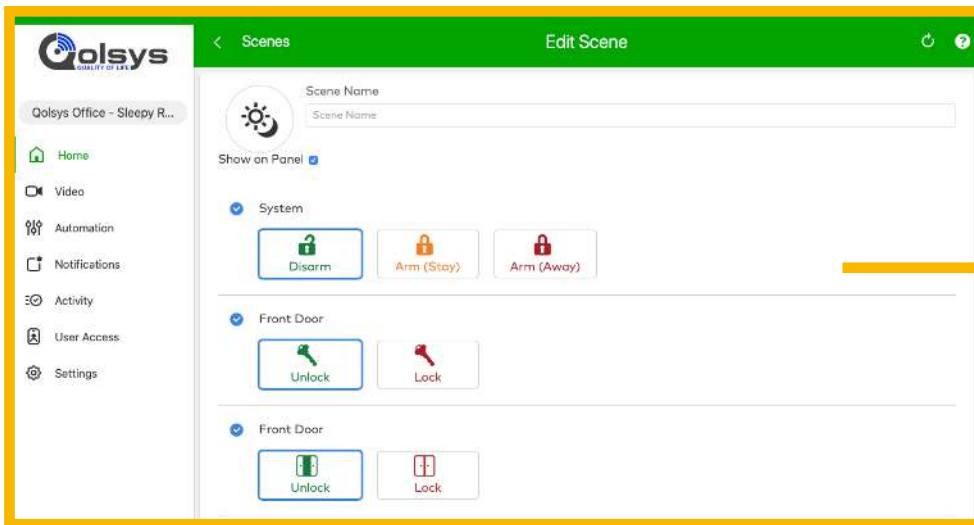 Qolsys
QUALITY OF LIFE
Qolsys Office - Sleepy R...
Home
Video
Automation
Notifications
Activity
User Access
Settings
Scenes
Edit Scene
?
Scene Name
Scene Name
Show on Panel
System
Disarm
Arm (Stay)
Arm (Away)
Front Door
Unlock
Lock
Front Door
Unlock
Lock